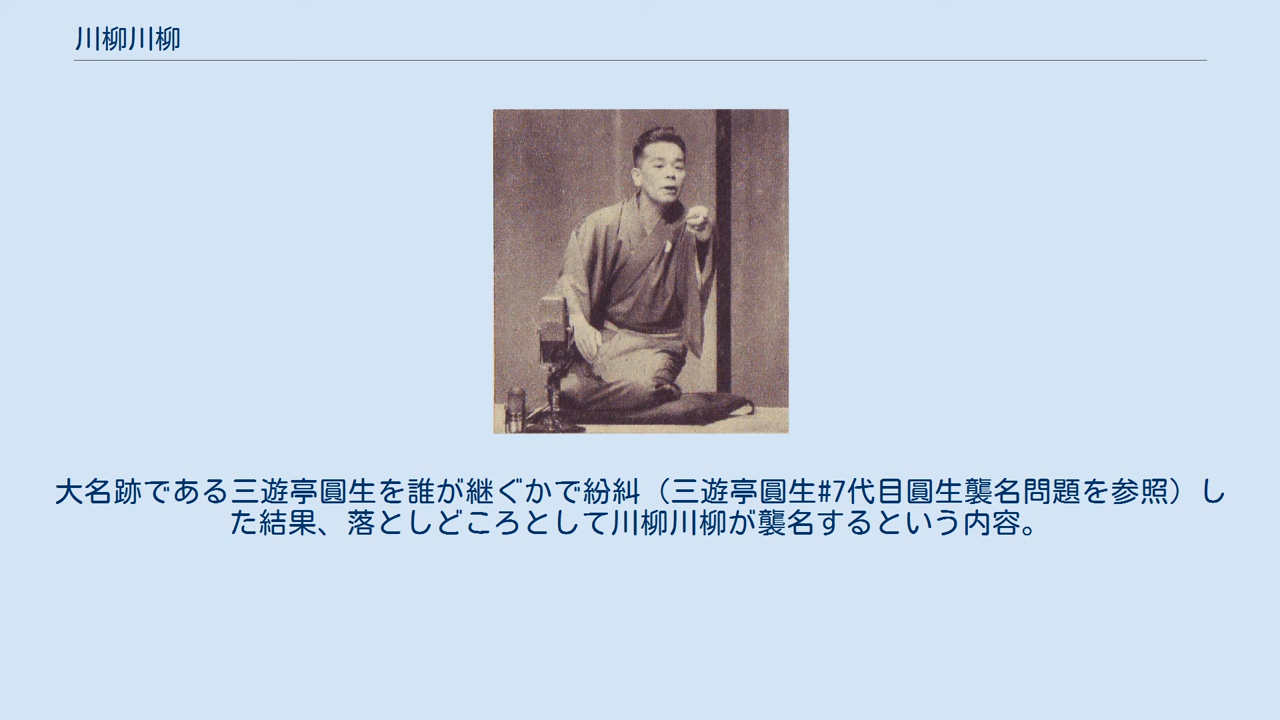 川柳川柳
大名跡である三遊亭圓生を誰が継ぐかで紛糾（三遊亭圓生#7代目圓生襲名問題を参照）し
た結果、落としどころとして川柳川柳が襲名するという内容。